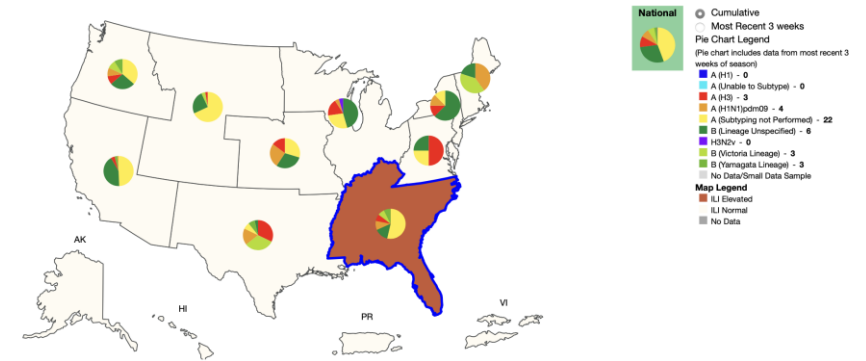 National
Cumulative
Most Recent 3 weeks
Pie Chart Legend
(Pie chart includes data from most recent 3
weeks of season)
A (H1) - 0
A (Unable to Subtype) - 0
A (H3) - 3
A (H1N1)pdm09 - 4
A (Subtyping not Performed) - 22
B (Lineage Unspecified) - 6
H3N2v - 0
B (Victoria Lineage) - 3
B (Yamagata Lineage) - 3
No Data/Small Data Sample
Map Legend
ILI Elevated
ILI Normal
No Data
AK
HI
PR
VI